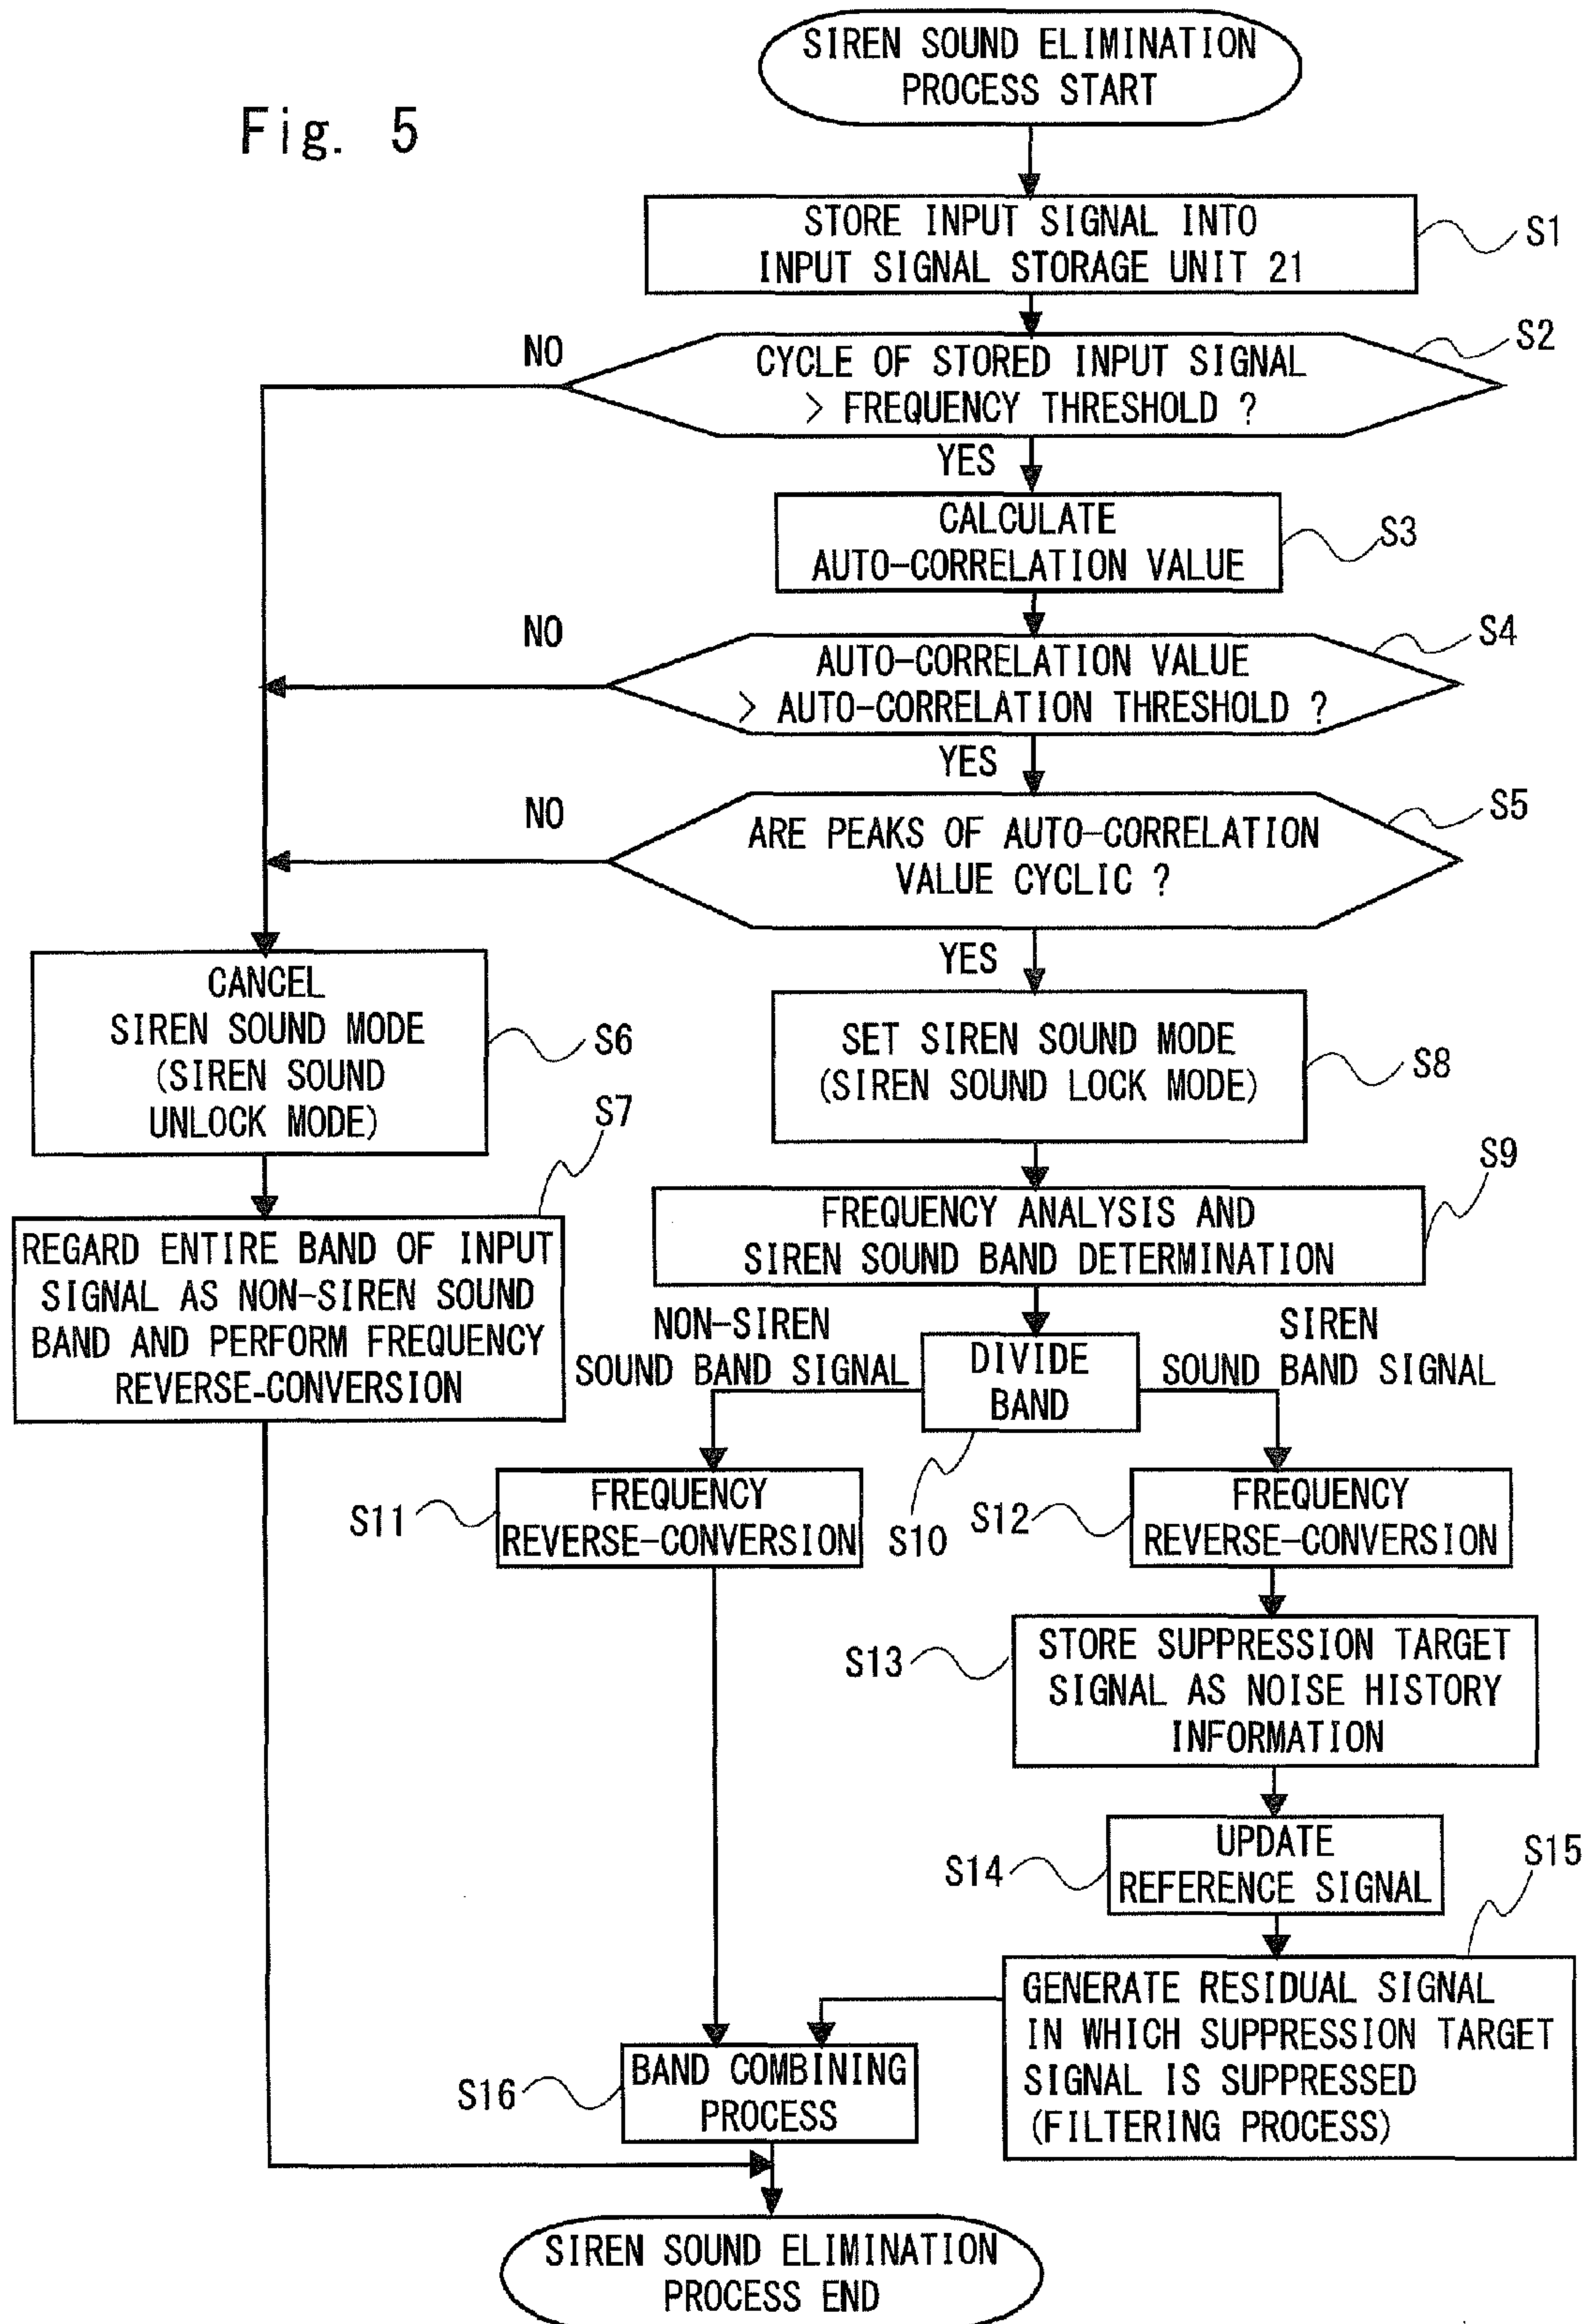 SIREN SOUND ELIMINATION
PROCESS START
Fig. 5
STORE INPUT SIGNAL INTO
INPUT SIGNAL STORAGE UNIT 21
S1
NO
CYCLE OF STORED INPUT SIGNAL
> FREQUENCY THRESHOLD ?
S2
YES
CALCULATE
AUTO-CORRELATION VALUE
S3
NO
AUTO-CORRELATION VALUE
> AUTO-CORRELATION THRESHOLD ?
S4
YES
NO
ARE PEAKS OF AUTO-CORRELATION
VALUE CYCLIC ?
S5
YES
CANCEL
SIREN SOUND MODE
(SIREN SOUND
UNLOCK MODE)
S6
SET SIREN SOUND MODE
(SIREN SOUND LOCK MODE)
S8
S7
REGARD ENTIRE BAND OF INPUT
SIGNAL AS NON-SIREN SOUND
BAND AND PERFORM FREQUENCY
REVERSE-CONVERSION
S9
FREQUENCY ANALYSIS AND
SIREN SOUND BAND DETERMINATION
NON-SIREN
SOUND BAND SIGNAL
DIVIDE
BAND
SIREN
SOUND BAND SIGNAL
S11
FREQUENCY
REVERSE-CONVERSION
S10
S12
FREQUENCY
REVERSE-CONVERSION
S13
STORE SUPPRESSION TARGET
SIGNAL AS NOISE HISTORY
INFORMATION
S14
UPDATE
REFERENCE SIGNAL
S15
GENERATE RESIDUAL SIGNAL
IN WHICH SUPPRESSION TARGET
SIGNAL IS SUPPRESSED
(FILTERING PROCESS)
S16
BAND COMBINING
PROCESS
SIREN SOUND ELIMINATION
PROCESS END